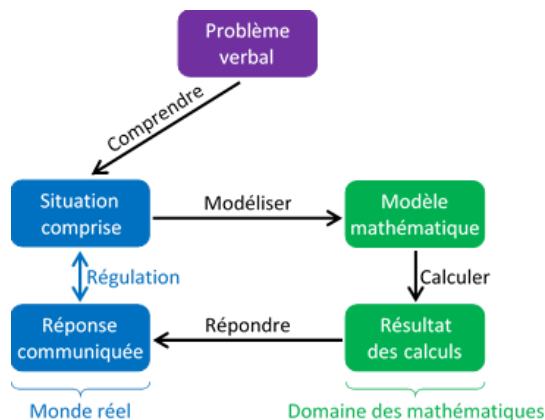 Problème
verbal
Comprendre
Situation
comprise
Modéliser
Modèle
mathématique
Régulation
Calculer
Réponse
communiquée
Répondre
Résultat
des calculs
Monde réel
Domaine des mathématiques